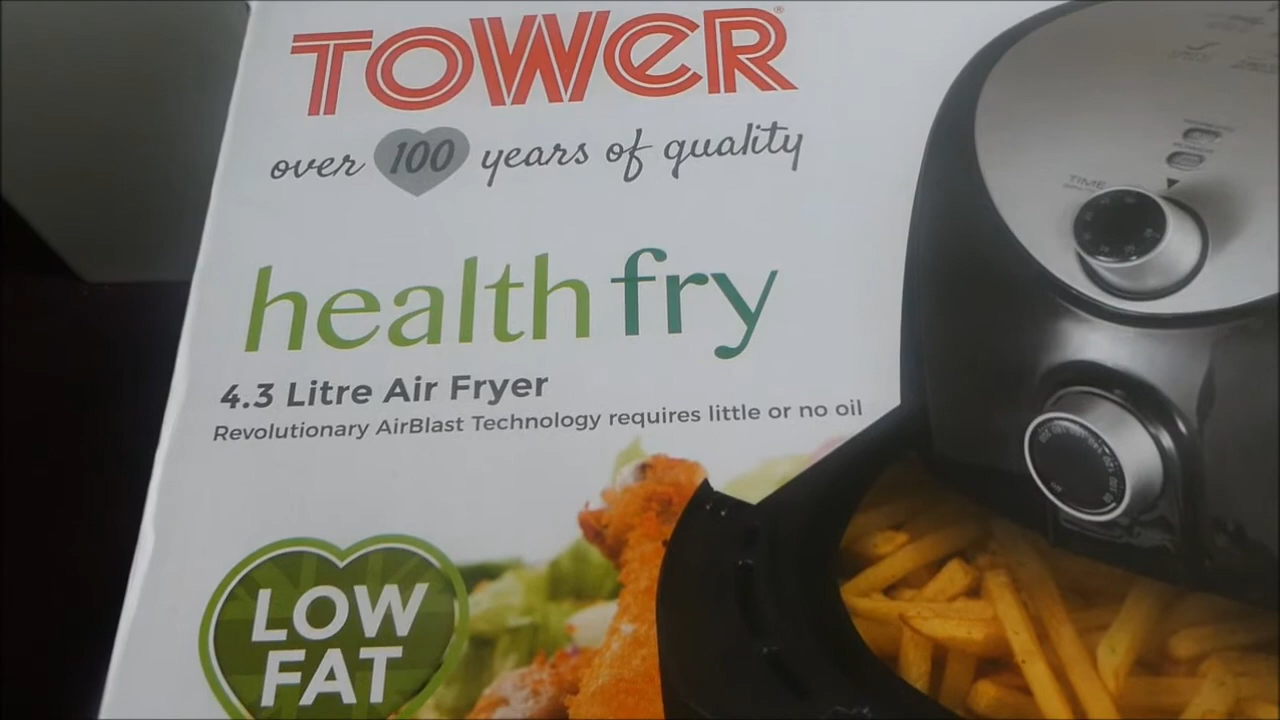 TOWER®
over 100 years of quality
health fry
4.3 Litre Air Fryer
Revolutionary AirBlast Technology requires little or no oil
LOW
FAT
POWER
TIME